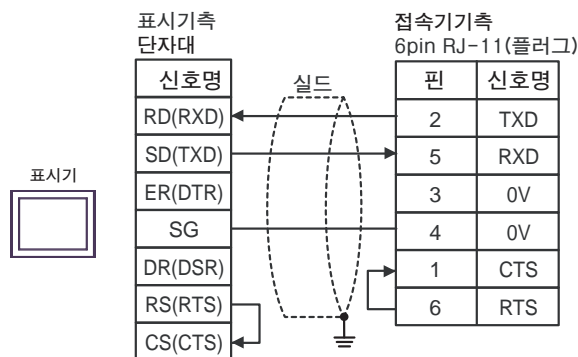 표시기측
단자대
접속기기측
6pin RJ-11(플러그)
신호명
실드
핀 신호명
RD(RXD) 2 TXD
SD(TXD) 5 RXD
표시기
ER(DTR) 3 0V
SG 4 0V
DR(DSR) 1 CTS
RS(RTS) 6 RTS
CS(CTS)